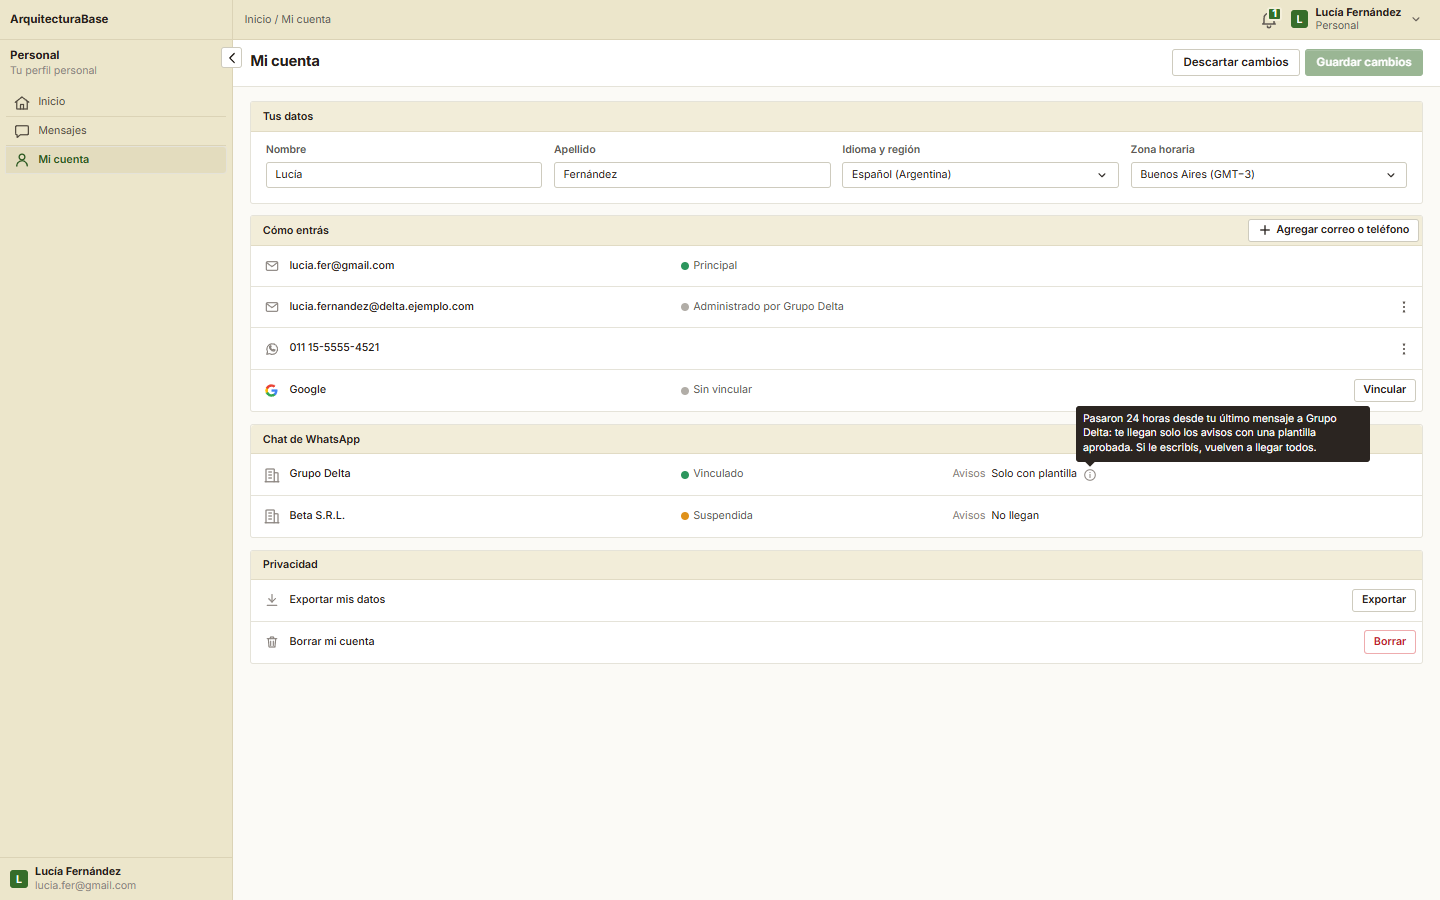 ArquitecturaBase
Inicio / Mi cuenta
1
L
Lucía Fernández
Personal
Personal
Tu perfil personal
Inicio
Mensajes
Mi cuenta
Mi cuenta
Descartar cambios
Guardar cambios
Tus datos
Nombre
Apellido
Idioma y región
Zona horaria
Lucía
Fernández
Español (Argentina)
Buenos Aires (GMT−3)
Cómo entrás
Agregar correo o teléfono
lucia.fer@gmail.com
Principal
lucia.fernandez@delta.ejemplo.com
Administrado por Grupo Delta
011 15-5555-4521
Google
Sin vincular
Vincular
Pasaron 24 horas desde tu último mensaje a Grupo
Delta: te llegan solo los avisos con una plantilla
aprobada. Si le escribís, vuelven a llegar todos.
Chat de WhatsApp
Grupo Delta
Vinculado
Avisos Solo con plantilla
Beta S.R.L.
Suspendida
Avisos No llegan
Privacidad
Exportar mis datos
Exportar
Borrar mi cuenta
Borrar
L
Lucía Fernández
lucia.fer@gmail.com